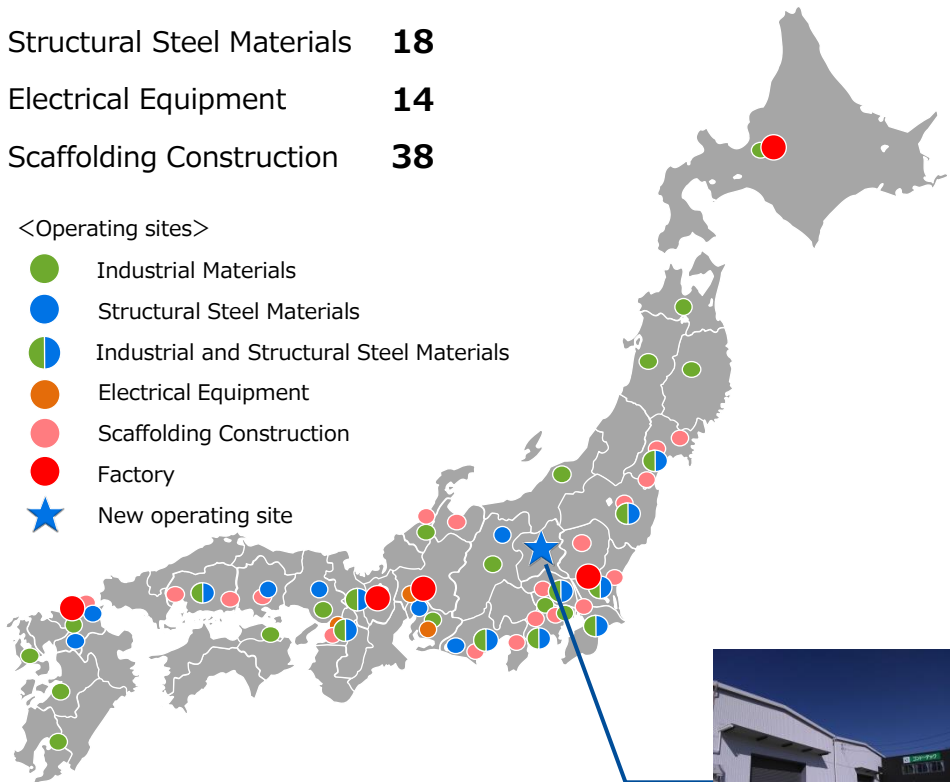 Structural Steel Materials 18
Electrical Equipment 14
Scaffolding Construction 38
<Operating sites>
Industrial Materials
Structural Steel Materials
Industrial and Structural Steel Materials
Electrical Equipment
Scaffolding Construction
Factory
New operating site